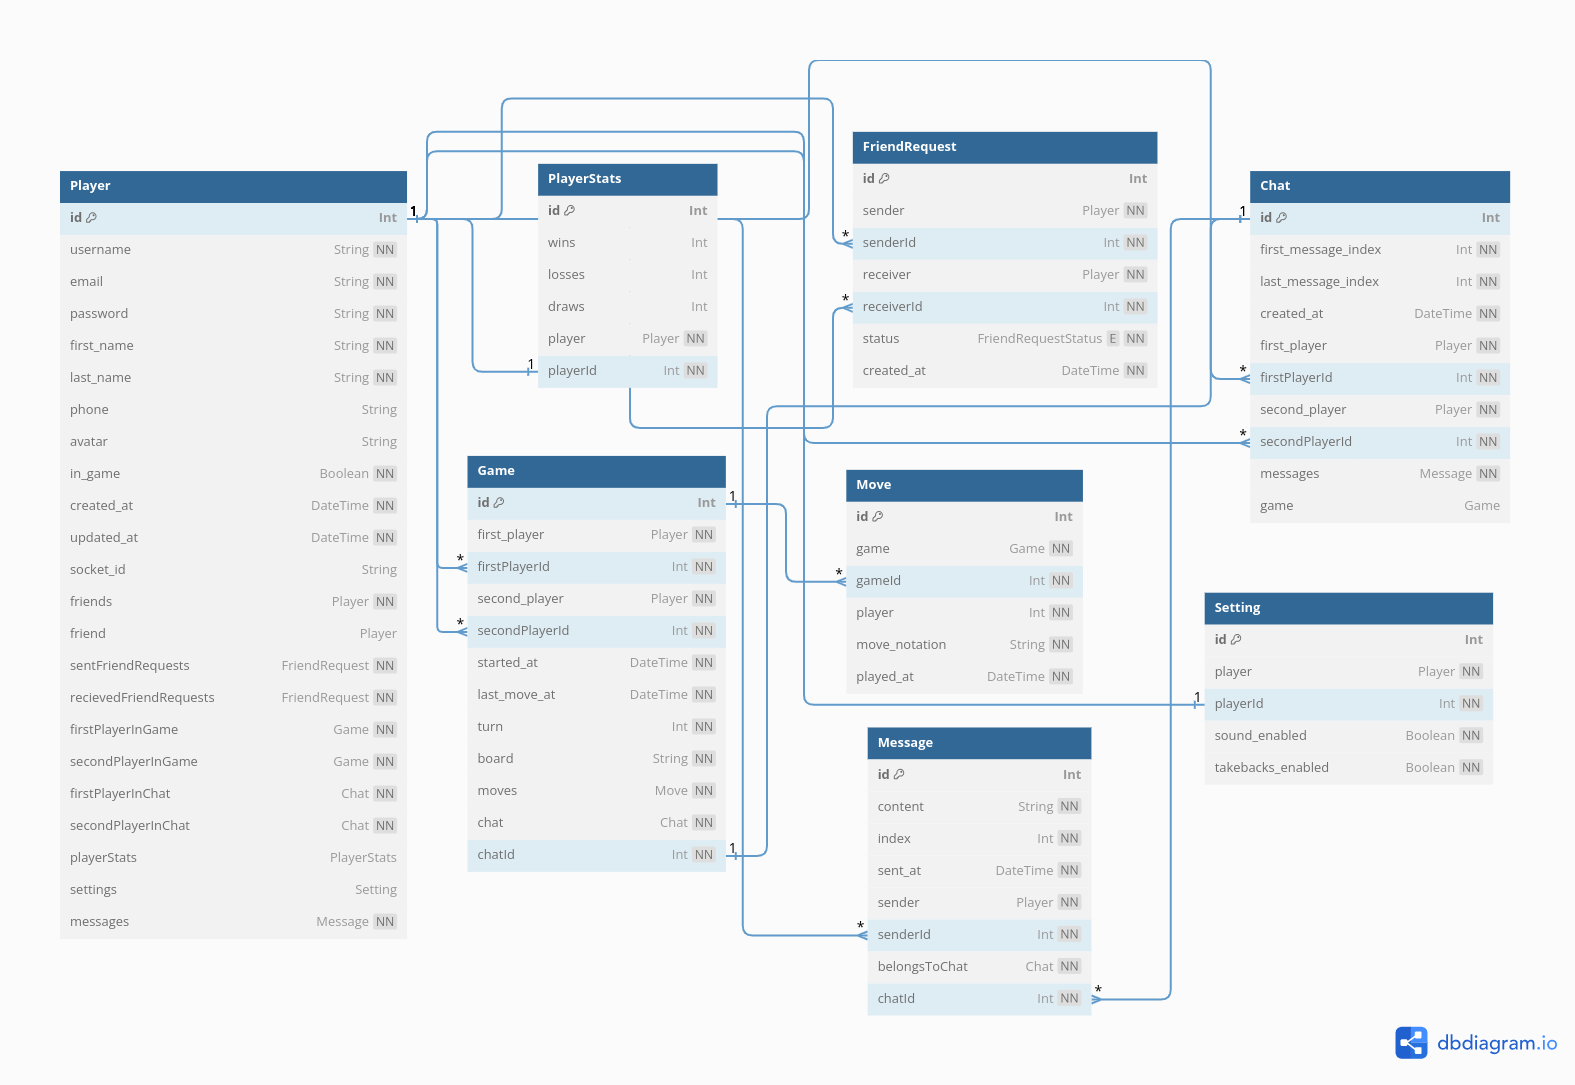 Player
id Int
username String NN
email String NN
password String NN
first_name String NN
last_name String NN
phone String
avatar String
in_game Boolean NN
created_at DateTime NN
updated_at DateTime NN
socket_id String
friends Player NN
friend Player
sentFriendRequests FriendRequest NN
recievedFriendRequests FriendRequest NN
firstPlayerInGame Game NN
secondPlayerInGame Game NN
firstPlayerInChat Chat NN
secondPlayerInChat Chat NN
playerStats PlayerStats
settings Setting
messages Message NN
1
PlayerStats
id Int
wins Int
losses Int
draws Int
player Player NN
1
playerId Int NN
Game
id Int
1
first_player Player NN
*
firstPlayerId Int NN
second_player Player NN
*
secondPlayerId Int NN
started_at DateTime NN
last_move_at DateTime NN
turn Int NN
board String NN
moves Move NN
chat Chat NN
chatId Int NN
1
FriendRequest
id Int
sender Player NN
*
senderId Int NN
receiver Player NN
*
receiverId Int NN
status FriendRequestStatus E NN
created_at DateTime NN
Move
id Int
game Game NN
*
gameId Int NN
player Int NN
move_notation String NN
played_at DateTime NN
Message
id Int
content String NN
index Int NN
sent_at DateTime NN
sender Player NN
*
senderId Int NN
belongsToChat Chat NN
chatId Int NN
*
Chat
1
id Int
first_message_index Int NN
last_message_index Int NN
created_at DateTime NN
first_player Player NN
*
firstPlayerId Int NN
second_player Player NN
*
secondPlayerId Int NN
messages Message NN
game Game
Setting
id Int
player Player NN
1
playerId Int NN
sound_enabled Boolean NN
takebacks_enabled Boolean NN
dbdiagram.io